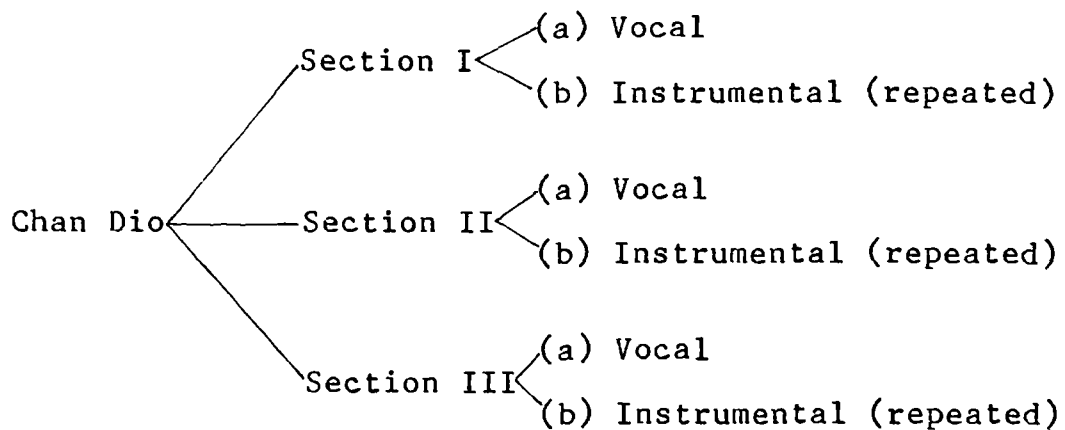 (a) Vocal
Section I
(b) Instrumental (repeated)
(a) Vocal
Chan Dio Section II
(b) Instrumental (repeated)
(a) Vocal
Section III
(b) Instrumental (repeated)